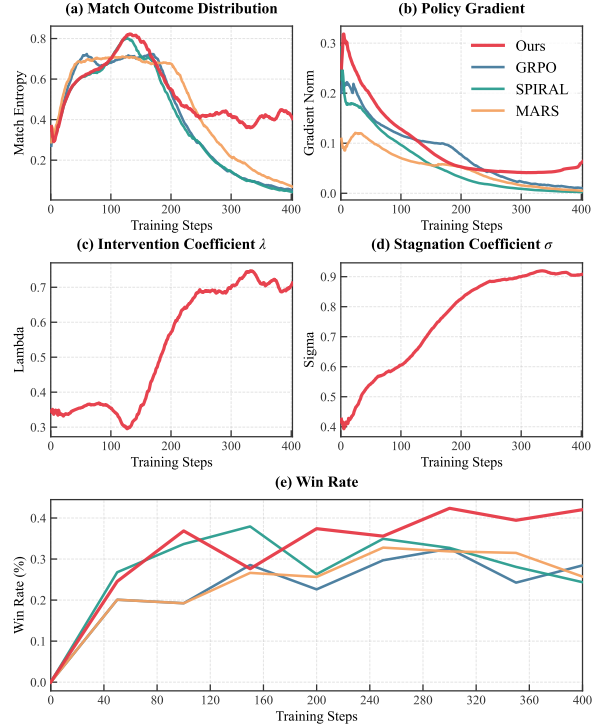 (a) Match Outcome Distribution
Match Entropy
0.8
0.6
0.4
0.2
0
100
200
300
400
Training Steps
(b) Policy Gradient
Gradient Norm
0.3
0.2
0.1
0.0
Ours
GRPO
SPIRAL
MARS
0
100
200
300
400
Training Steps
(c) Intervention Coefficient λ
Lambda
0.7
0.6
0.5
0.4
0.3
0
100
200
300
400
Training Steps
(d) Stagnation Coefficient σ
Sigma
0.9
0.8
0.7
0.6
0.5
0.4
0
100
200
300
400
Training Steps
(e) Win Rate
Win Rate (%)
0.4
0.3
0.2
0.1
0.0
0
40
80
120
160
200
240
280
320
360
400
Training Steps